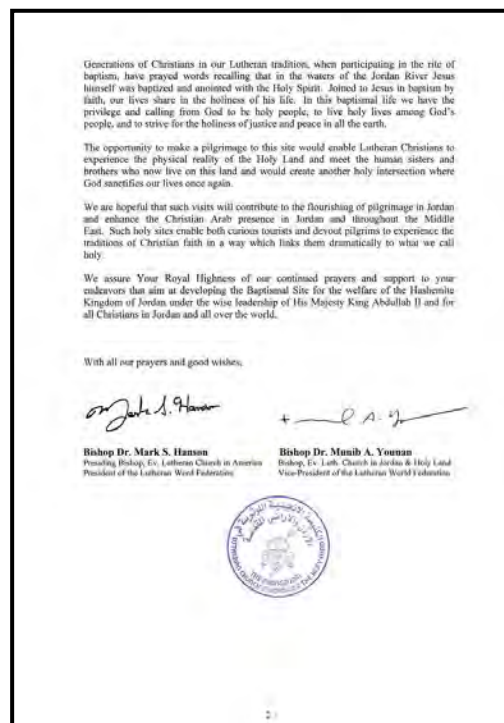 Generations of Christians in our Lutheran tradition, when participating in the rite of
baptism, have prayed words recalling that in the waters of the Jordan River Jesus
himself was baptized and anointed with the Holy Spirit. Joined to Jesus in baptism by
faith, our lives share in the holiness of his life. In this baptismal life we have the
privilege and calling from God to be holy people, to live holy lives among God's
people, and to strive for the holiness of justice and peace in all the earth.
The opportunity to make a pilgrimage to this site would enable Lutheran Christians to
experience the physical reality of the Holy Land and meet the human sisters and
brothers who now live on this land and would create another holy intersection where
God sanctifies our lives once again.
We are hopeful that such visits will contribute to the flourishing of pilgrimage in Jordan
and enhance the Christian Arab presence in Jordan and throughout the Middle
East. Such holy sites enable both curious tourists and devout pilgrims to experience the
traditions of Christian faith in a way which links them dramatically to what we call
holy.
We assure Your Royal Highness of our continued prayers and support to your
endeavors that aim at developing the Baptismal Site for the welfare of the Hashemite
Kingdom of Jordan under the wise leadership of His Majesty King Abdullah II and for
all Christians in Jordan and all over the world.
With all our prayers and good wishes,
Bishop Dr. Mark S. Hanson
Presiding Bishop, Ev. Lutheran Church in America
President of the Lutheran Word Federation
Bishop Dr. Munib A. Younan
Bishop, Ev. Luth. Church in Jordan & Holy Land
Vice-President of the Lutheran World Federation
2